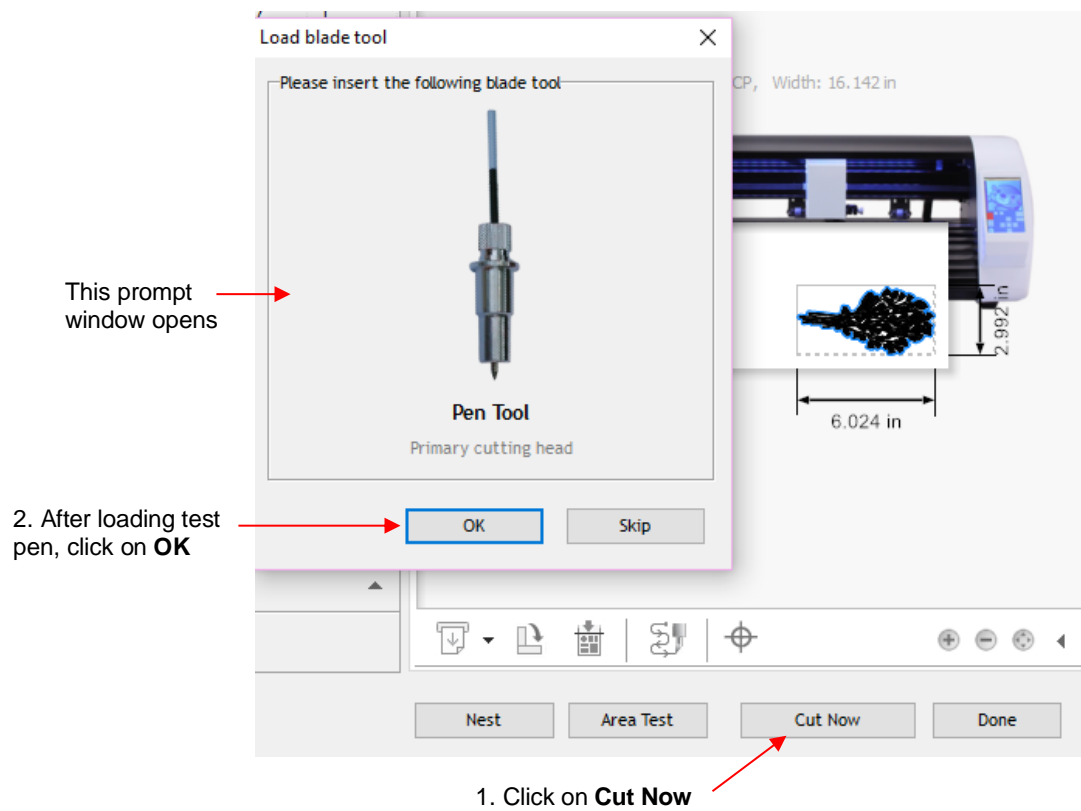 Load blade tool
Please insert the following blade tool
CP, Width: 16.142 in
This prompt
window opens
2.992 in
Pen Tool
6.024 in
Primary cutting head
2. After loading test
pen, click on OK
OK
Skip
Nest
Area Test
Cut Now
Done
1. Click on Cut Now